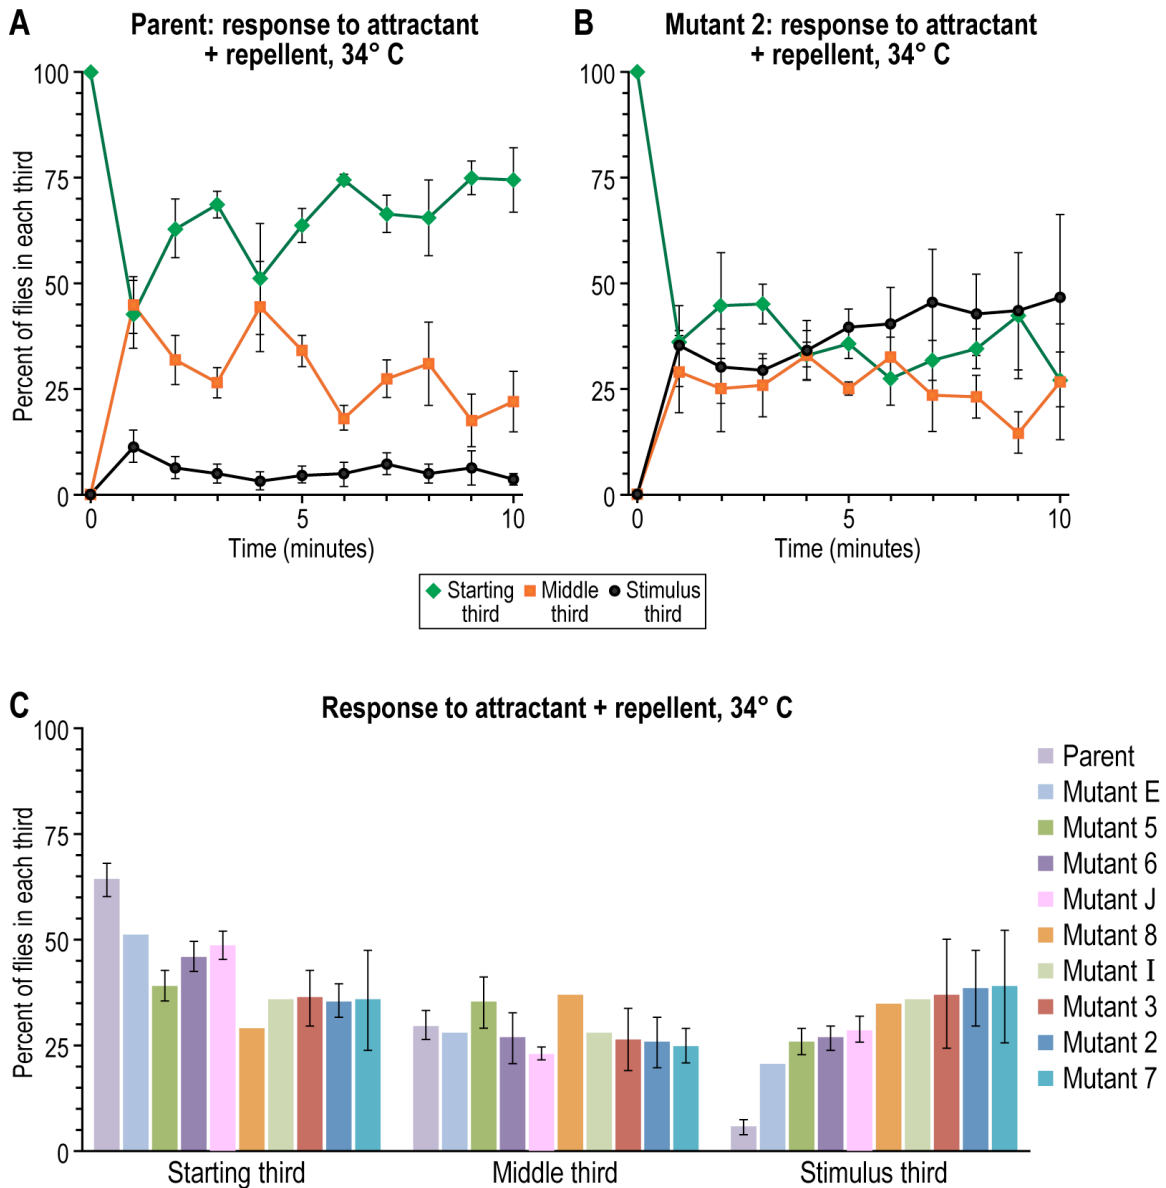 A
Parent: response to attractant
+ repellent, 34° C
Percent of flies in each third
100
75
50
25
0
0
5
10
Time (minutes)
B
Mutant 2: response to attractant
+ repellent, 34° C
100
75
50
25
0
0
5
10
Time (minutes)
Starting third
Middle third
Stimulus third
C
Response to attractant + repellent, 34° C
Percent of flies in each third
100
75
50
25
0
Starting third
Middle third
Stimulus third
Parent
Mutant E
Mutant 5
Mutant 6
Mutant J
Mutant 8
Mutant I
Mutant 3
Mutant 2
Mutant 7